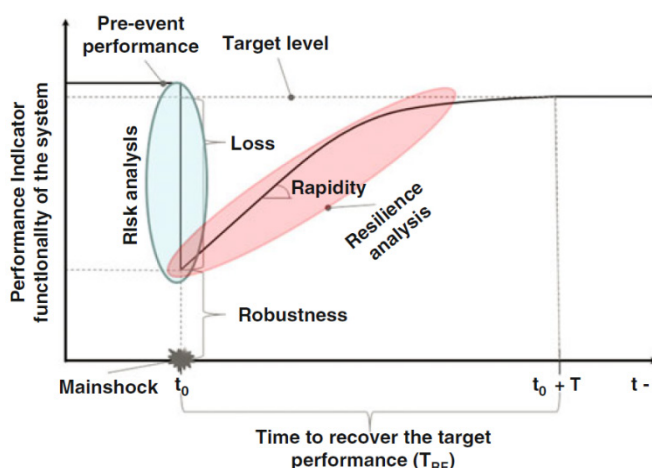 Pre-event
performance
Target level
Performance Indicator
functionality of the system
Risk analysis
Loss
Rapidity
Resilience
analysis
Robustness
Mainshock
t0
t0 + T
t -
Time to recover the target
performance (TRE)